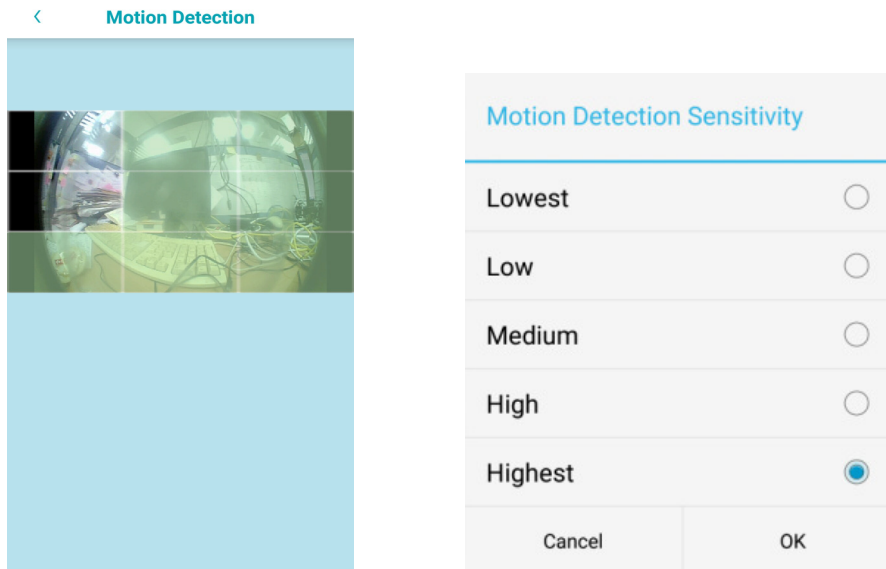 Motion Detection
Motion Detection Sensitivity
Lowest
Low
Medium
High
Highest
Cancel
OK